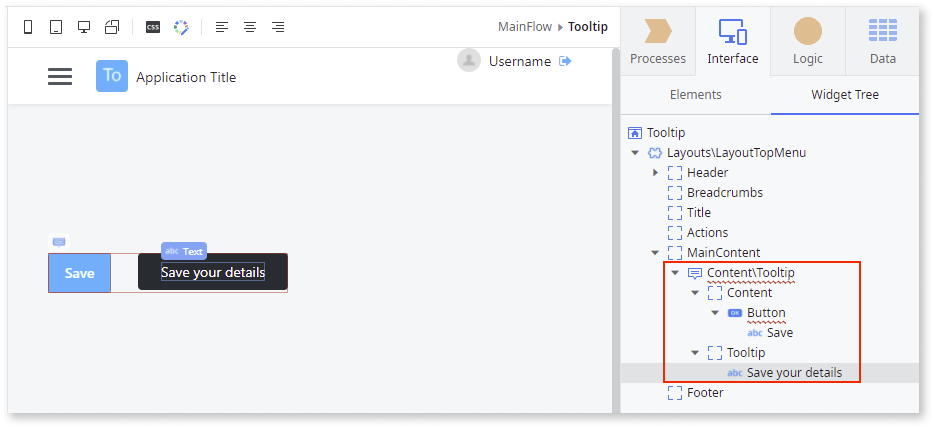 css
MainFlow ▸ Tooltip
To
Application Title
Username
abc Text
Save
Save your details
Processes
Interface
Logic
Data
Elements
Widget Tree
Tooltip
Layouts\LayoutTopMenu
Header
Breadcrumbs
Title
Actions
MainContent
Content\Tooltip
Content
OK Button
abc Save
Tooltip
abc Save your details
Footer